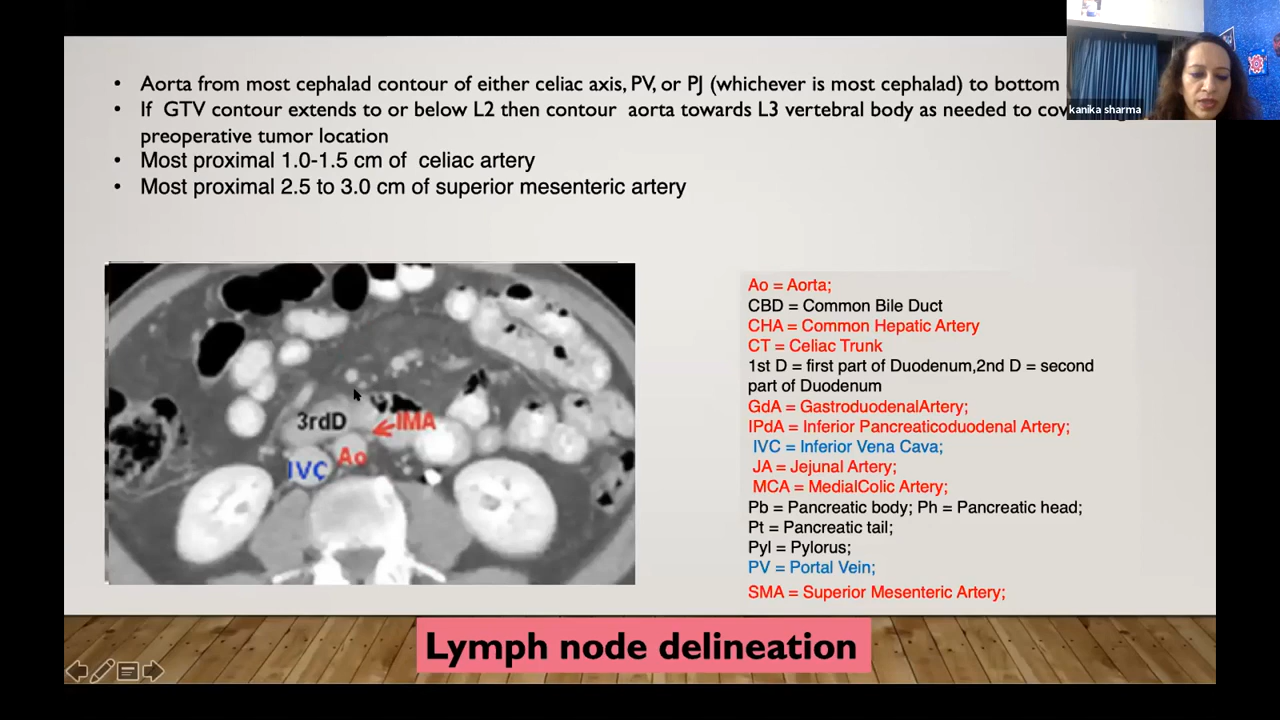 kanika sharma
• Aorta from most cephalad contour of either celiac axis, PV, or PJ (whichever is most cephalad) to bottom
• If GTV contour extends to or below L2 then contour aorta towards L3 vertebral body as needed to
preoperative tumor location
• Most proximal 1.0-1.5 cm of celiac artery
• Most proximal 2.5 to 3.0 cm of superior mesenteric artery
3rdD
IMA
Ao
IVC
Ao = Aorta;
CBD = Common Bile Duct
CHA = Common Hepatic Artery
CT = Celiac Trunk
1st D = first part of Duodenum,2nd D = second
part of Duodenum
GdA = GastroduodenalArtery;
IPdA = Inferior Pancreaticoduodenal Artery;
IVC = Inferior Vena Cava;
JA = Jejunal Artery;
MCA = MedialColic Artery;
Pb = Pancreatic body; Ph = Pancreatic head;
Pt = Pancreatic tail;
Pyl = Pylorus;
PV = Portal Vein;
SMA = Superior Mesenteric Artery;
Lymph node delineation